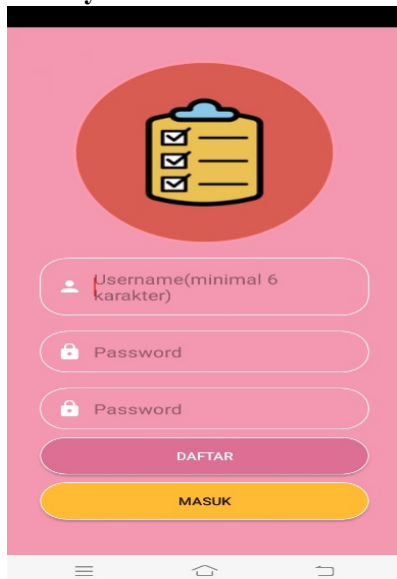 Username(minimal 6
karakter)
Password
Password
DAFTAR
MASUK